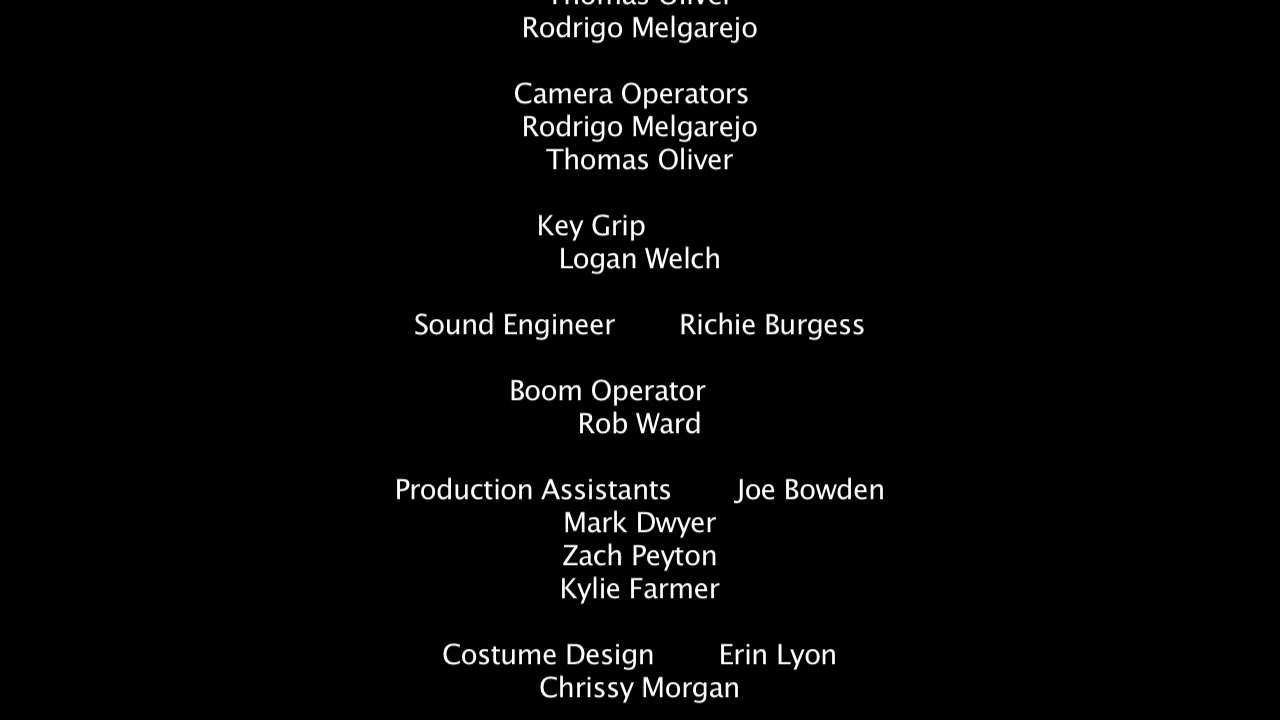 Thomas Oliver
Rodrigo Melgarejo
Camera Operators
Rodrigo Melgarejo
Thomas Oliver
Key Grip
Logan Welch
Sound Engineer Richie Burgess
Boom Operator
Rob Ward
Production Assistants Joe Bowden
Mark Dwyer
Zach Peyton
Kylie Farmer
Costume Design Erin Lyon
Chrissy Morgan